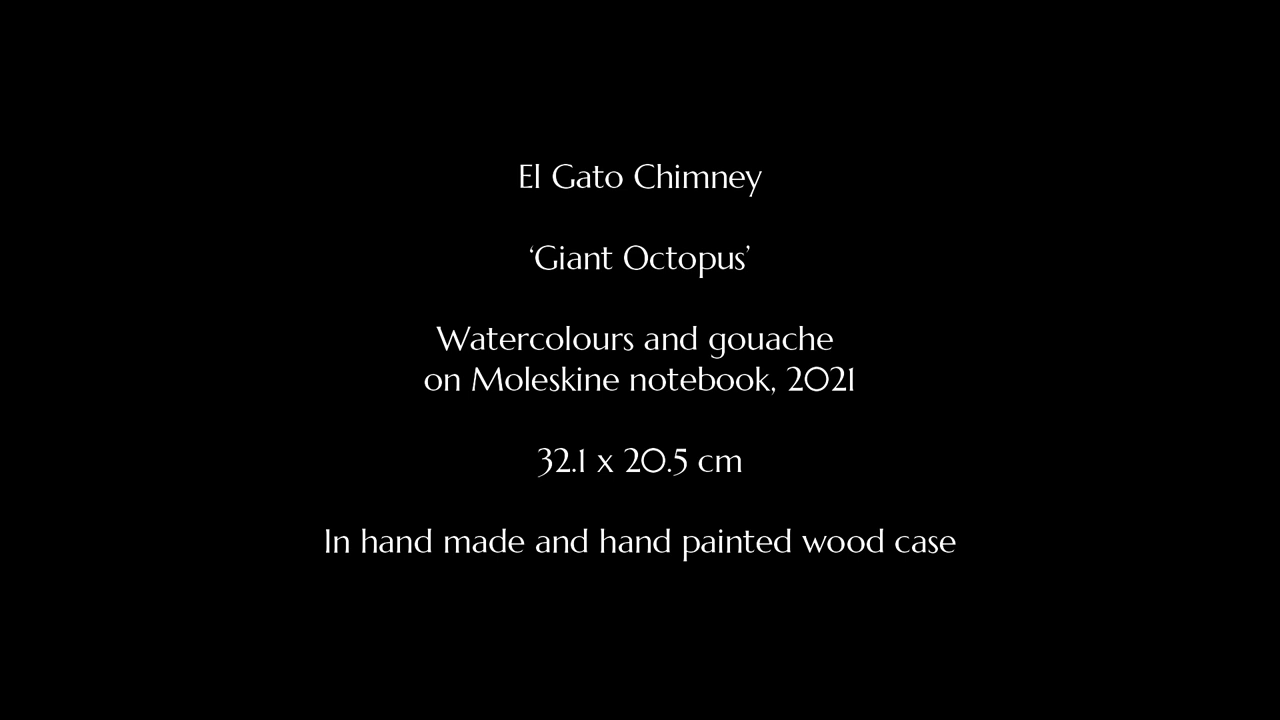 El Gato Chimney
‘Giant Octopus’
Watercolours and gouache
on Moleskine notebook, 2021
32.1 x 20.5 cm
In hand made and hand painted wood case